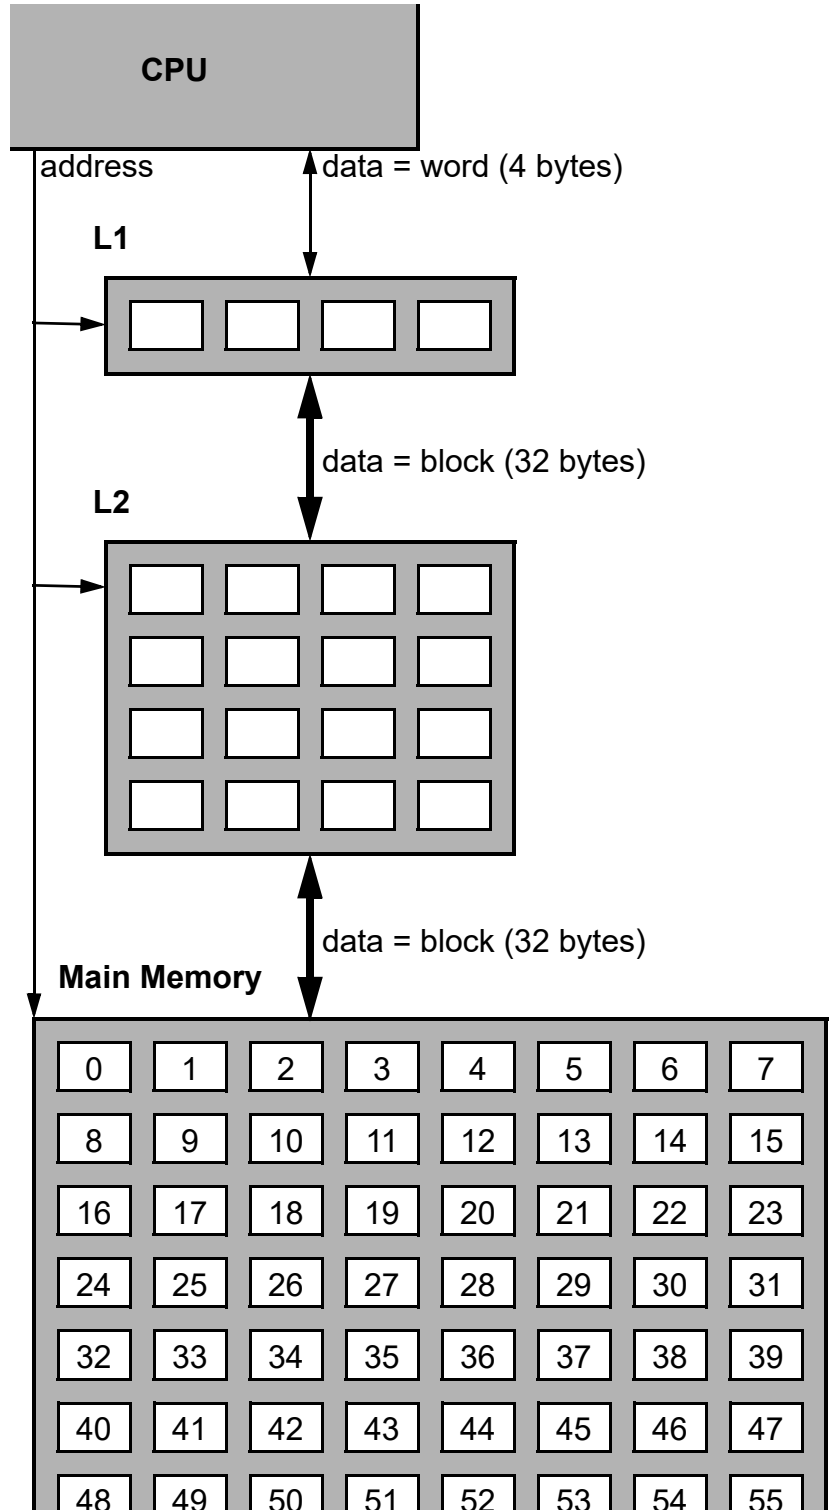 CPU
address
data = word (4 bytes)
L1
data = block (32 bytes)
L2
data = block (32 bytes)
Main Memory
0 1 2 3 4 5 6 7
8 9 10 11 12 13 14 15
16 17 18 19 20 21 22 23
24 25 26 27 28 29 30 31
32 33 34 35 36 37 38 39
40 41 42 43 44 45 46 47
48 49 50 51 52 53 54 55